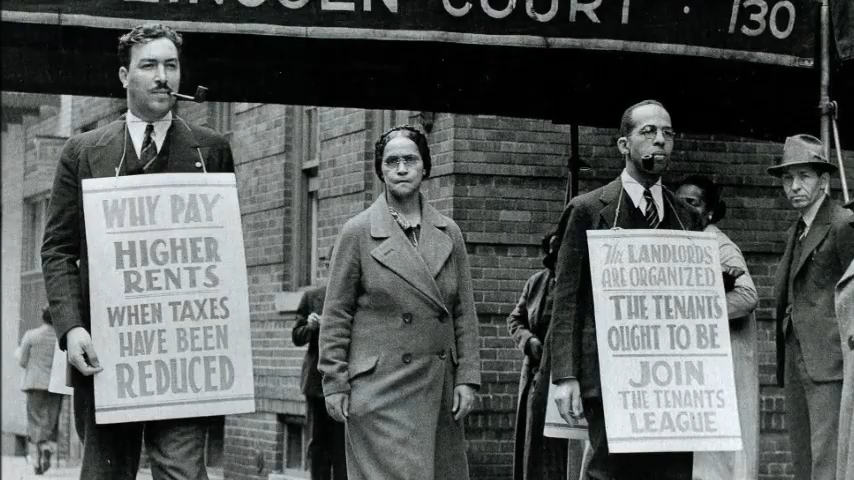 LINCOLN COURT · 130
WHY PAY
HIGHER
RENTS
WHEN TAXES
HAVE BEEN
REDUCED
The LANDLORDS
ARE ORGANIZED
THE TENANTS
OUGHT TO BE
JOIN
THE TENANTS
LEAGUE